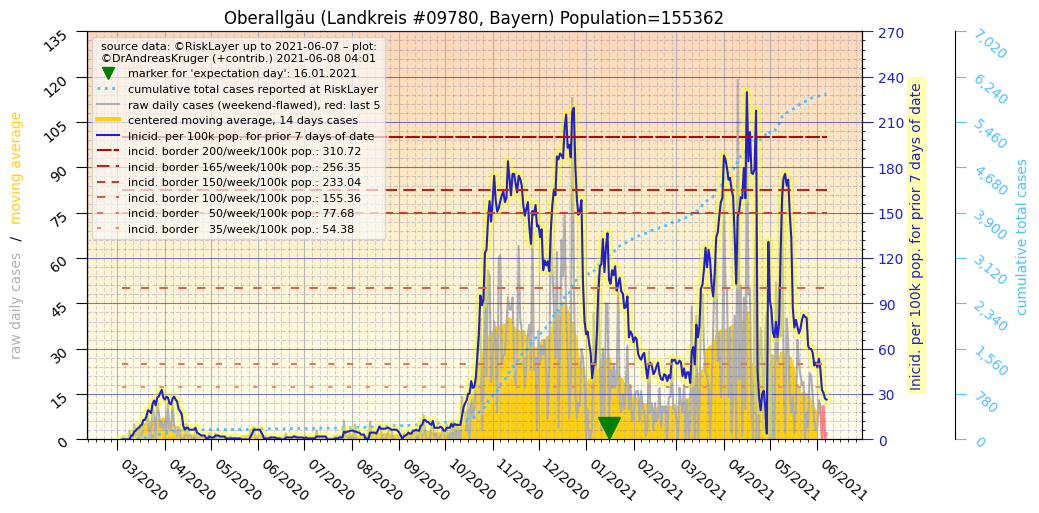 Oberallgäu (Landkreis #09780, Bayern) Population=155362
source data: ©RiskLayer up to 2021-06-07 – plot:
©DrAndreasKruger (+contrib.) 2021-06-08 04:01
marker for 'expectation day': 16.01.2021
cumulative total cases reported at RiskLayer
raw daily cases (weekend-flawed), red: last 5
centered moving average, 14 days cases
Inicid. per 100k pop. for prior 7 days of date
incid. border 200/week/100k pop.: 310.72
incid. border 165/week/100k pop.: 256.35
incid. border 150/week/100k pop.: 233.04
incid. border 100/week/100k pop.: 155.36
incid. border 50/week/100k pop.: 77.68
incid. border 35/week/100k pop.: 54.38
raw daily cases / moving average
135
120
105
90
75
60
45
30
15
0
03/2020
04/2020
05/2020
06/2020
07/2020
08/2020
09/2020
10/2020
11/2020
12/2020
01/2021
02/2021
03/2021
04/2021
05/2021
06/2021
270
240
210
180
150
120
90
60
30
0
Inicid. per 100k pop. for prior 7 days of date
7,020
6,240
5,460
4,680
3,900
3,120
2,340
1,560
780
0
cumulative total cases